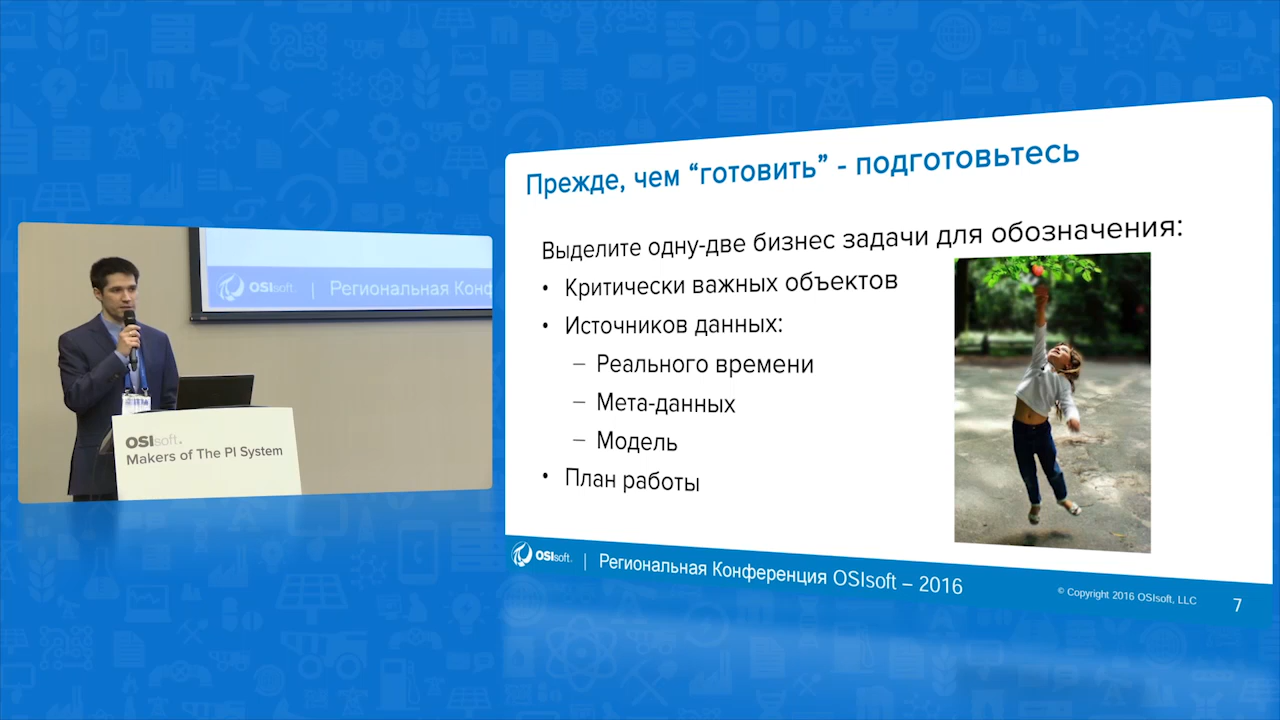 Прежде, чем “готовить” - подготовьтесь
Выделите одну-две бизнес задачи для обозначения:
• Критически важных объектов
• Источников данных:
– Реального времени
– Мета-данных
– Модель
• План работы
OSIsoft. | Региональная Конференция OSIsoft – 2016
© Copyright 2016 OSIsoft, LLC
7
OSIsoft. | Региональная Конф
OSIsoft.
Makers of The PI System